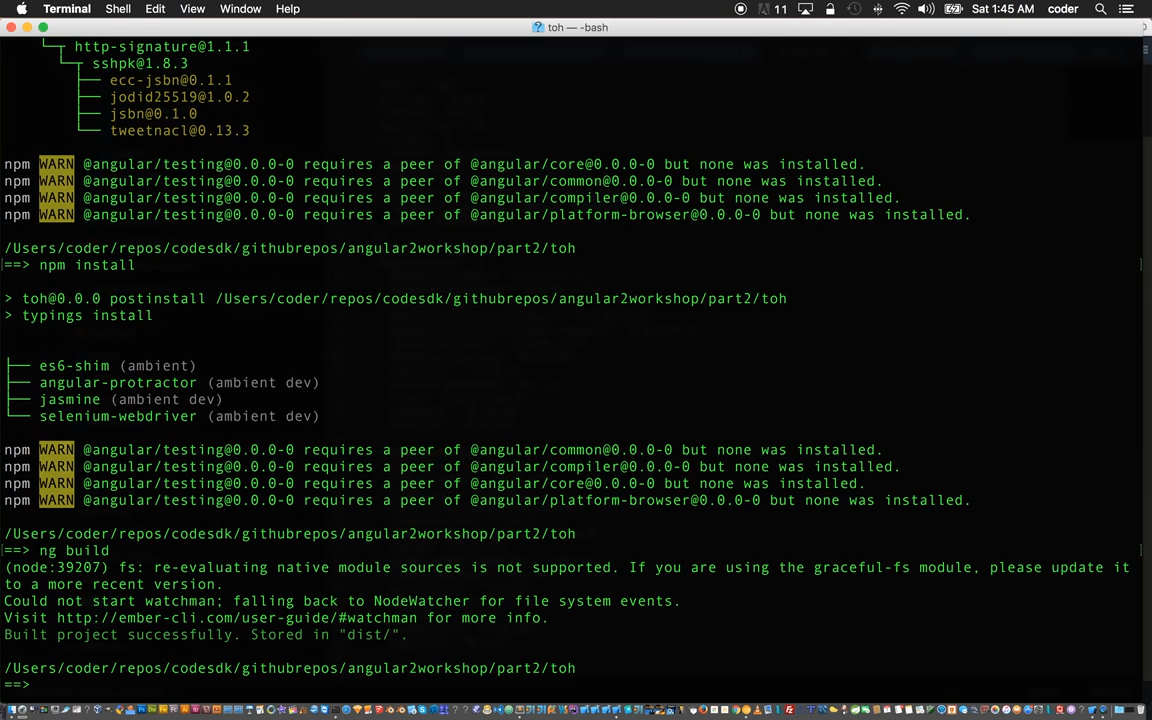 Terminal Shell Edit View Window Help 11 Sat 1:45 AM coder
toh — -bash
└─┬ http-signature@1.1.1
└─┬ sshpk@1.8.3
├── ecc-jsbn@0.1.1
├── jodid25519@1.0.2
├── jsbn@0.1.0
└── tweetnacl@0.13.3
npm WARN @angular/testing@0.0.0-0 requires a peer of @angular/core@0.0.0-0 but none was installed.
npm WARN @angular/testing@0.0.0-0 requires a peer of @angular/common@0.0.0-0 but none was installed.
npm WARN @angular/testing@0.0.0-0 requires a peer of @angular/compiler@0.0.0-0 but none was installed.
npm WARN @angular/testing@0.0.0-0 requires a peer of @angular/platform-browser@0.0.0-0 but none was installed.
/Users/coder/repos/codesdk/githubrepos/angular2workshop/part2/toh
==> npm install
> toh@0.0.0 postinstall /Users/coder/repos/codesdk/githubrepos/angular2workshop/part2/toh
> typings install
├── es6-shim (ambient)
├── angular-protractor (ambient dev)
├── jasmine (ambient dev)
└── selenium-webdriver (ambient dev)
npm WARN @angular/testing@0.0.0-0 requires a peer of @angular/common@0.0.0-0 but none was installed.
npm WARN @angular/testing@0.0.0-0 requires a peer of @angular/compiler@0.0.0-0 but none was installed.
npm WARN @angular/testing@0.0.0-0 requires a peer of @angular/core@0.0.0-0 but none was installed.
npm WARN @angular/testing@0.0.0-0 requires a peer of @angular/platform-browser@0.0.0-0 but none was installed.
/Users/coder/repos/codesdk/githubrepos/angular2workshop/part2/toh
==> ng build
(node:39207) fs: re-evaluating native module sources is not supported. If you are using the graceful-fs module, please update it
to a more recent version.
Could not start watchman; falling back to NodeWatcher for file system events.
Visit http://ember-cli.com/user-guide/#watchman for more info.
Built project successfully. Stored in "dist/".
/Users/coder/repos/codesdk/githubrepos/angular2workshop/part2/toh
==>